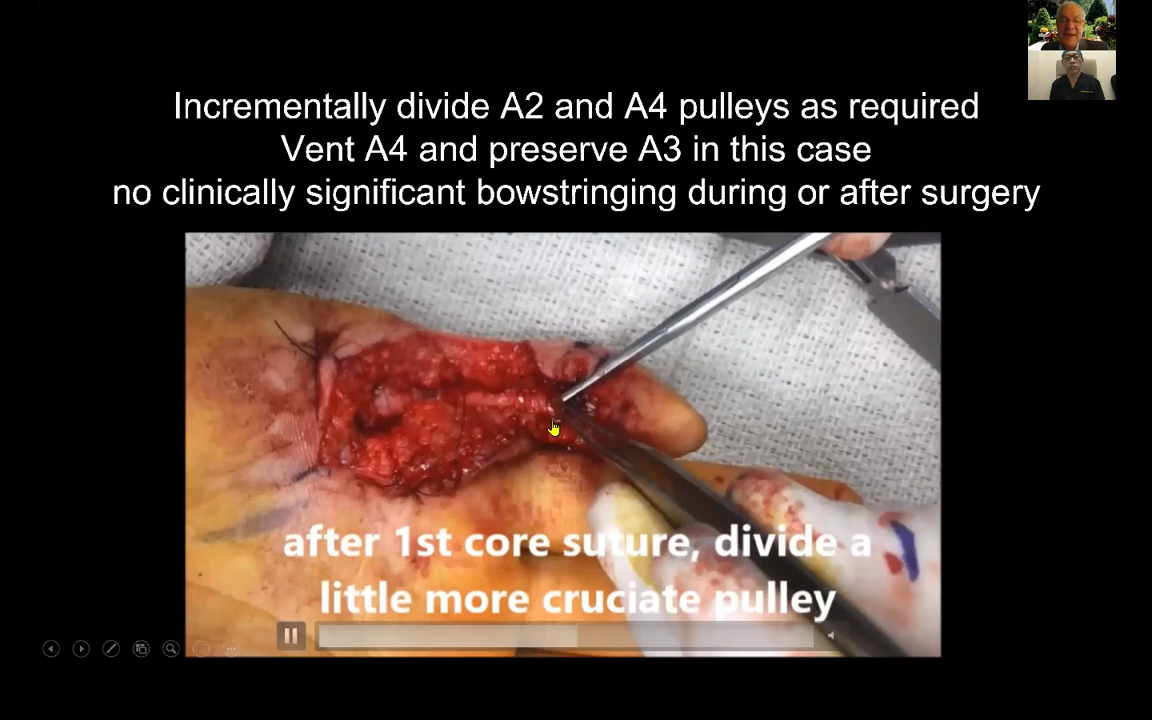 Incrementally divide A2 and A4 pulleys as required
Vent A4 and preserve A3 in this case
no clinically significant bowstringing during or after surgery
after 1st core suture, divide a
little more cruciate pulley